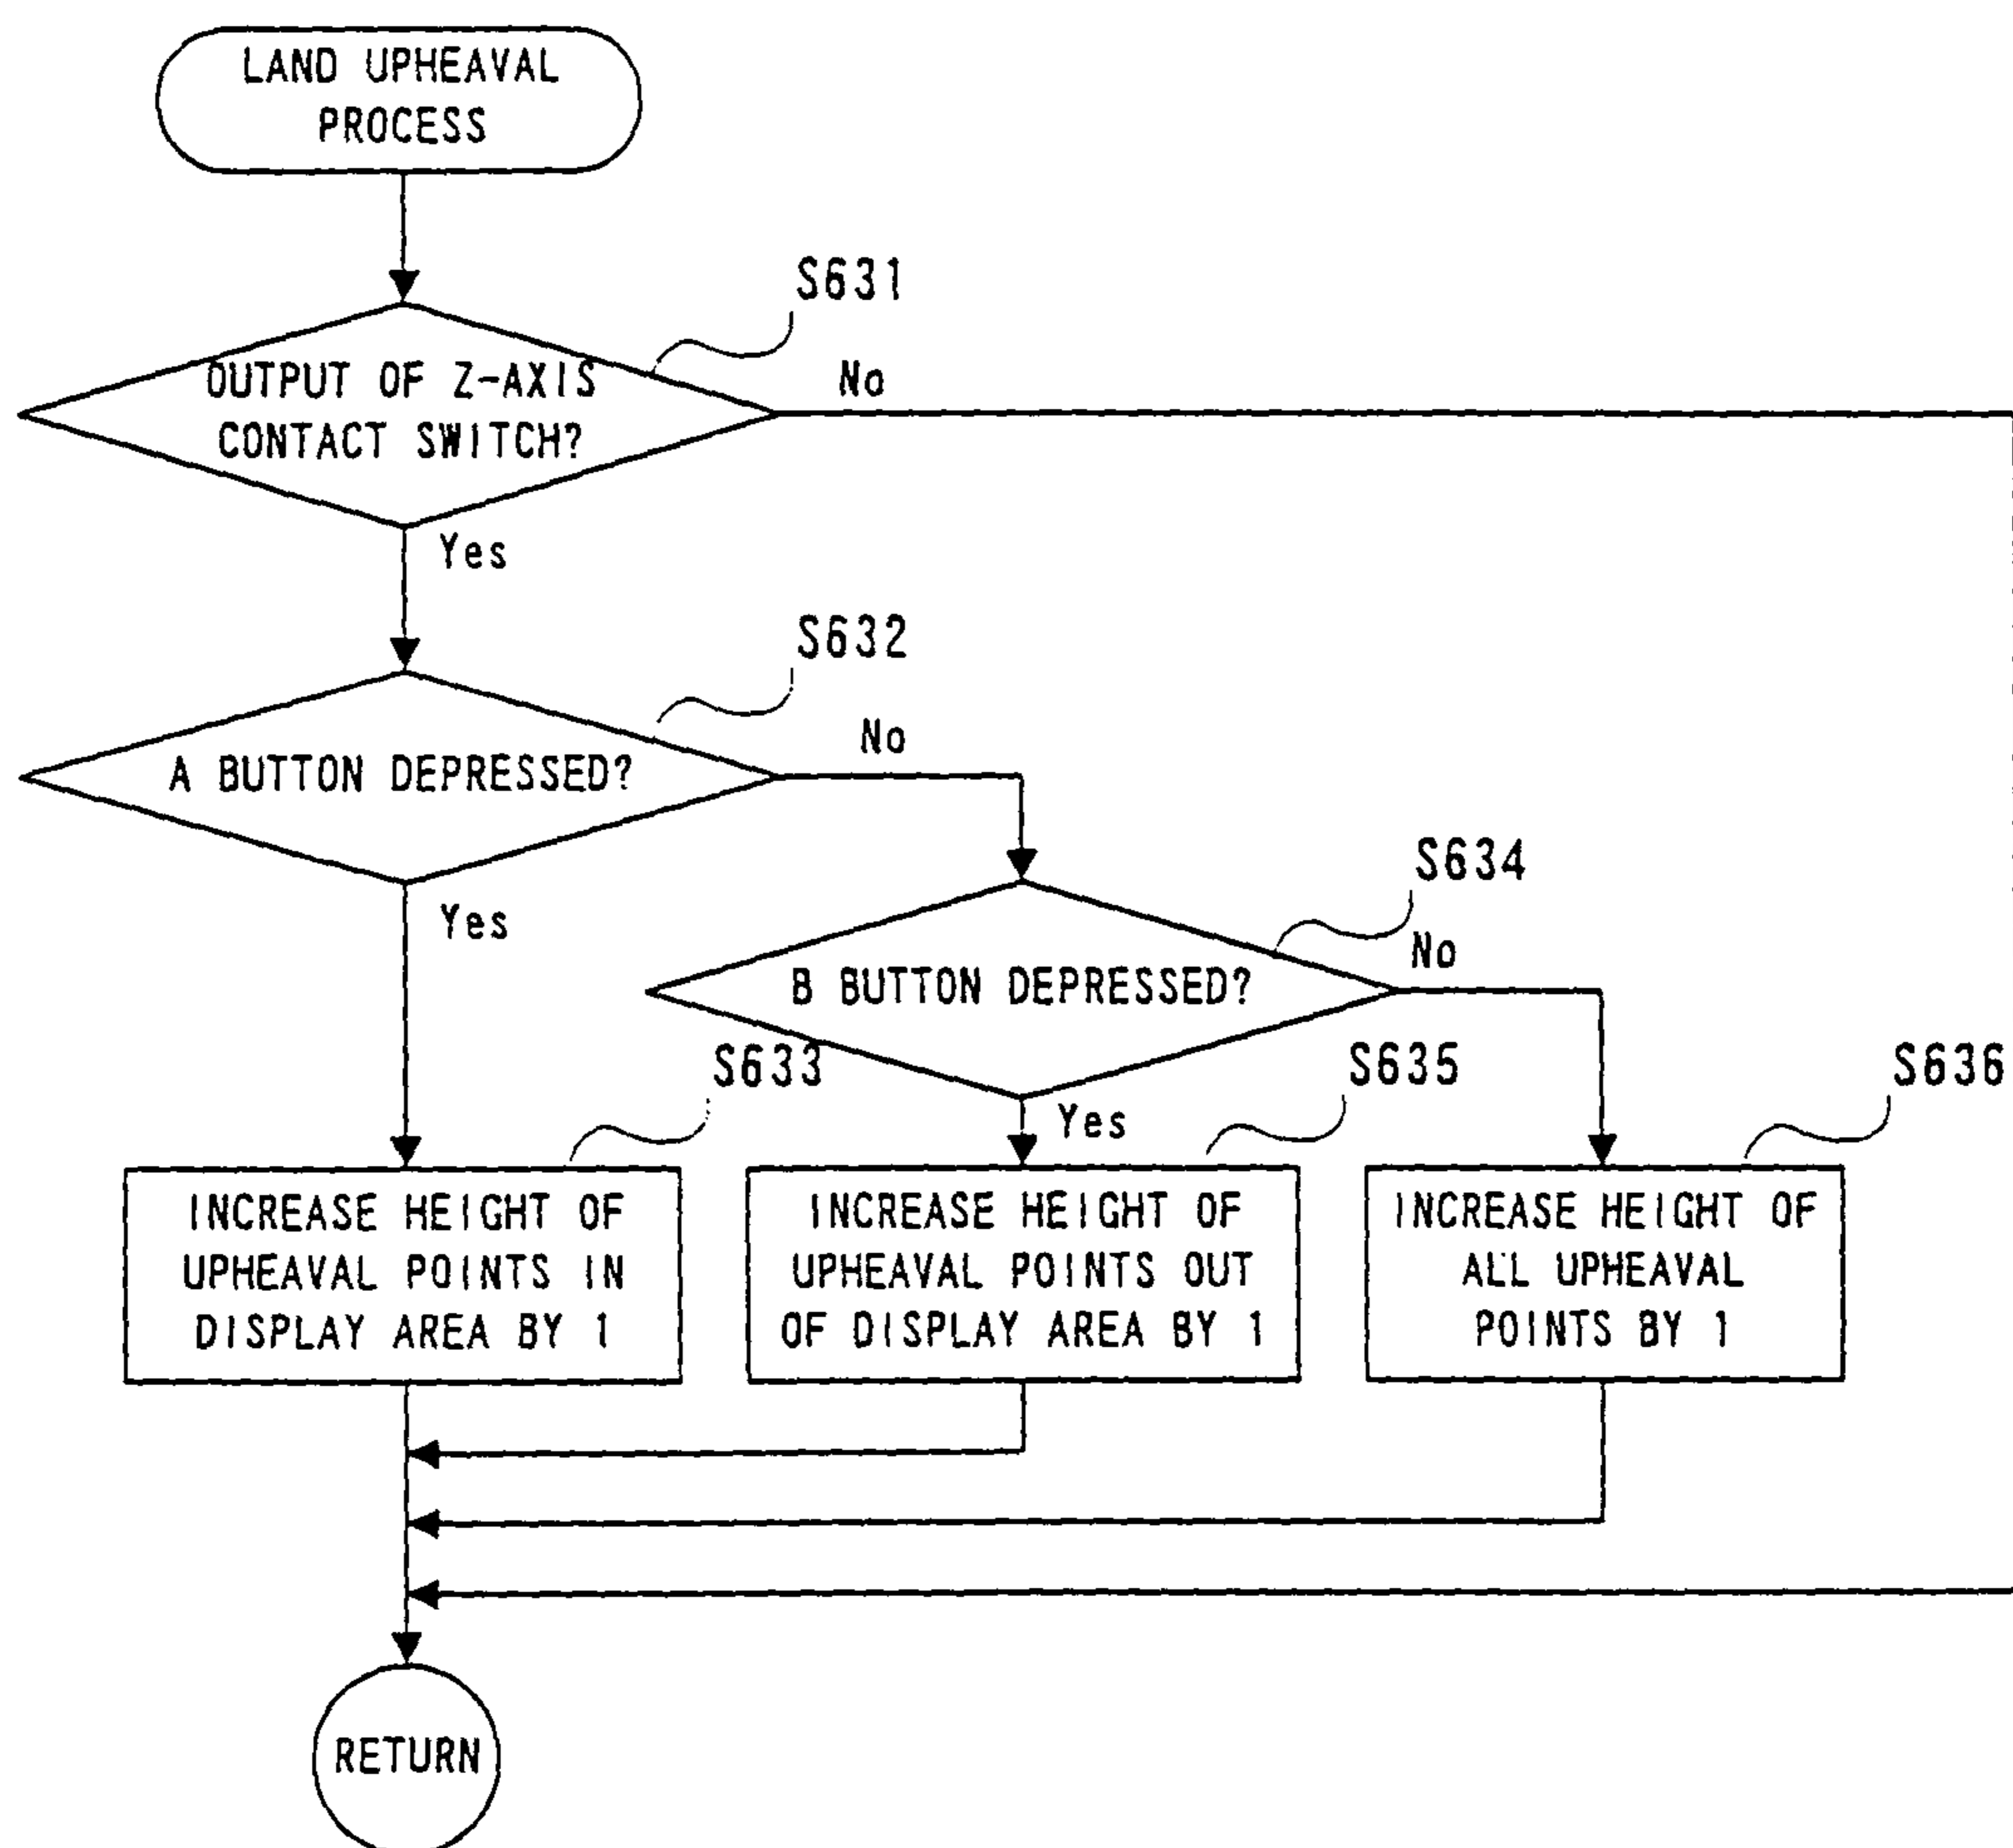 LAND UPHEAVAL
PROCESS
S631
OUTPUT OF Z-AXIS
CONTACT SWITCH?
No
Yes
S632
A BUTTON DEPRESSED?
No
Yes
S634
B BUTTON DEPRESSED?
No
Yes
S633
INCREASE HEIGHT OF
UPHEAVAL POINTS IN
DISPLAY AREA BY 1
S635
INCREASE HEIGHT OF
UPHEAVAL POINTS OUT
OF DISPLAY AREA BY 1
S636
INCREASE HEIGHT OF
ALL UPHEAVAL
POINTS BY 1
RETURN